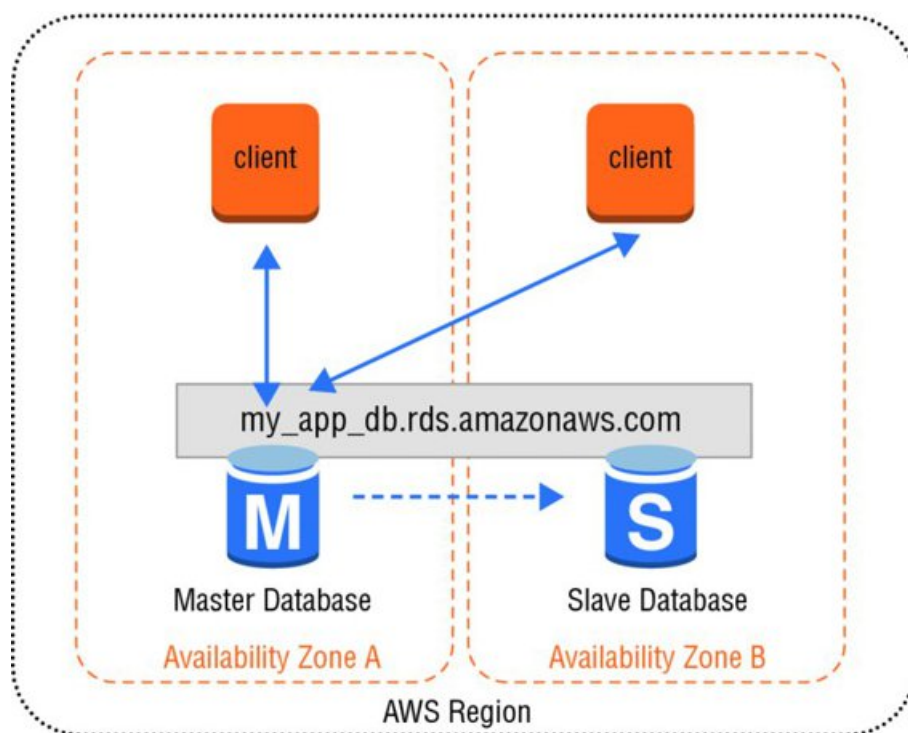 client
client
my_app_db.rds.amazonaws.com
M
S
Master Database
Slave Database
Availability Zone A
Availability Zone B
AWS Region